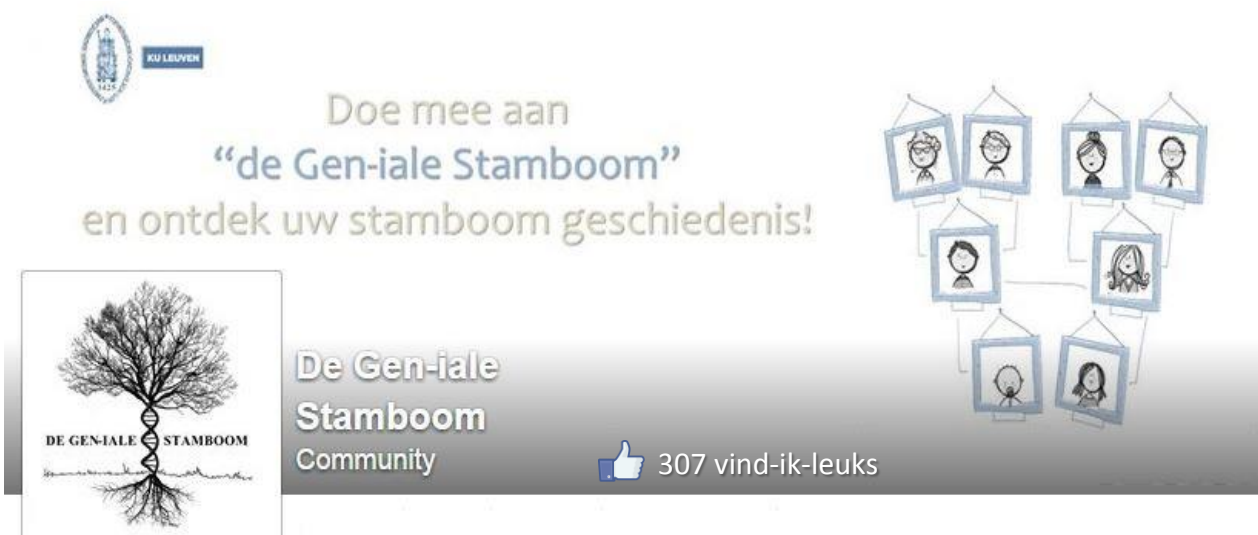 KU LEUVEN
1425
Doe mee aan
“de Gen-iale Stamboom”
en ontdek uw stamboom geschiedenis!
DE GEN-IALE STAMBOOM
De Gen-iale
Stamboom
Community
307 vind-ik-leuks